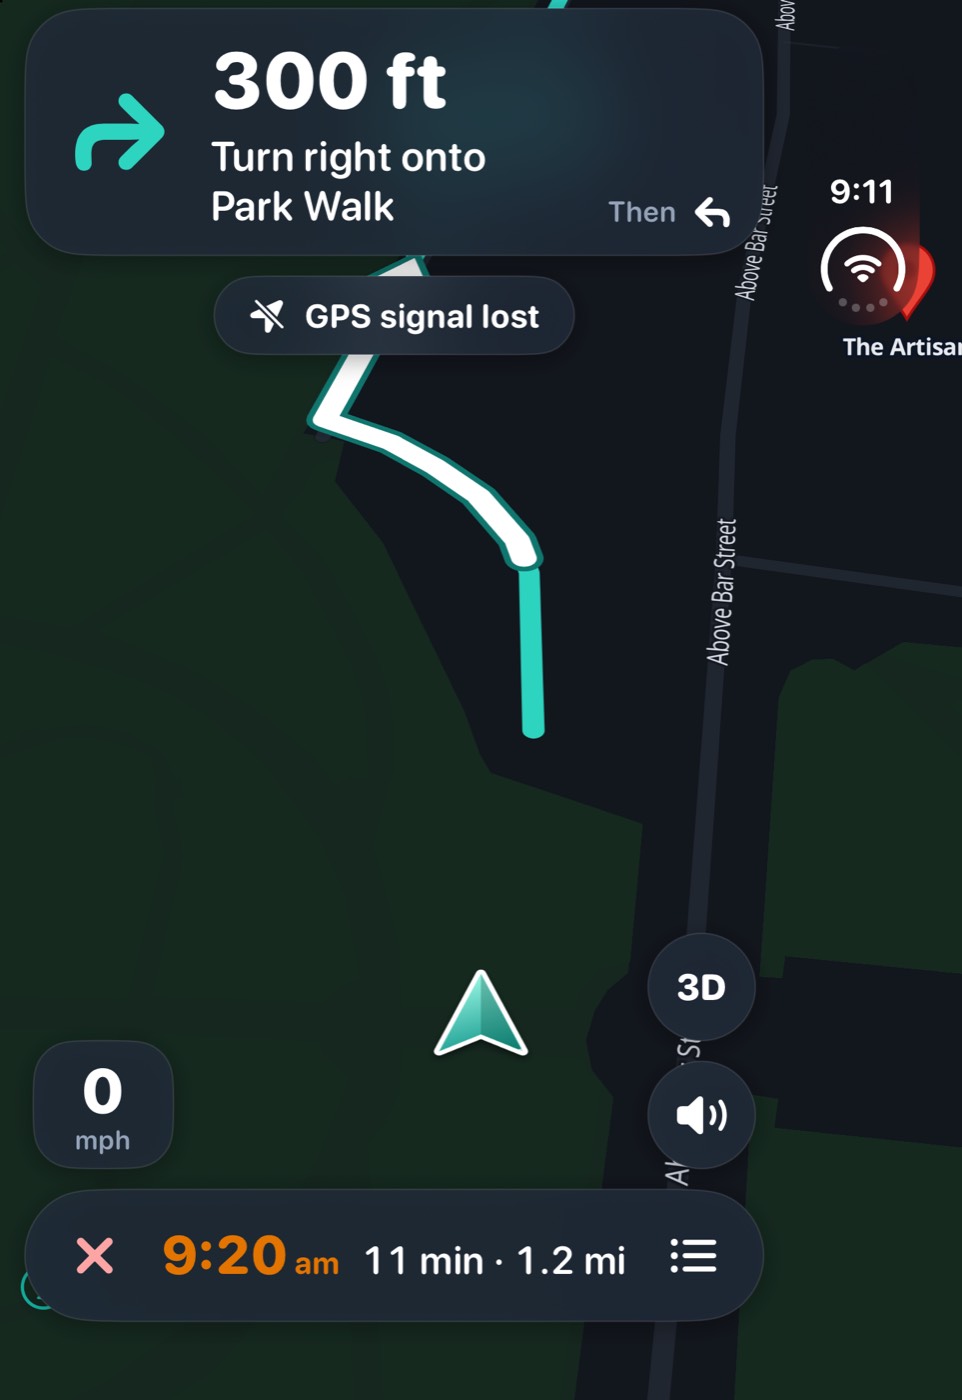 300 ft
Turn right onto
Park Walk
Then
9:11
GPS signal lost
Above Bar Street
The Artisan
Above Bar Street
3D
0
mph
9:20 am 11 min · 1.2 mi